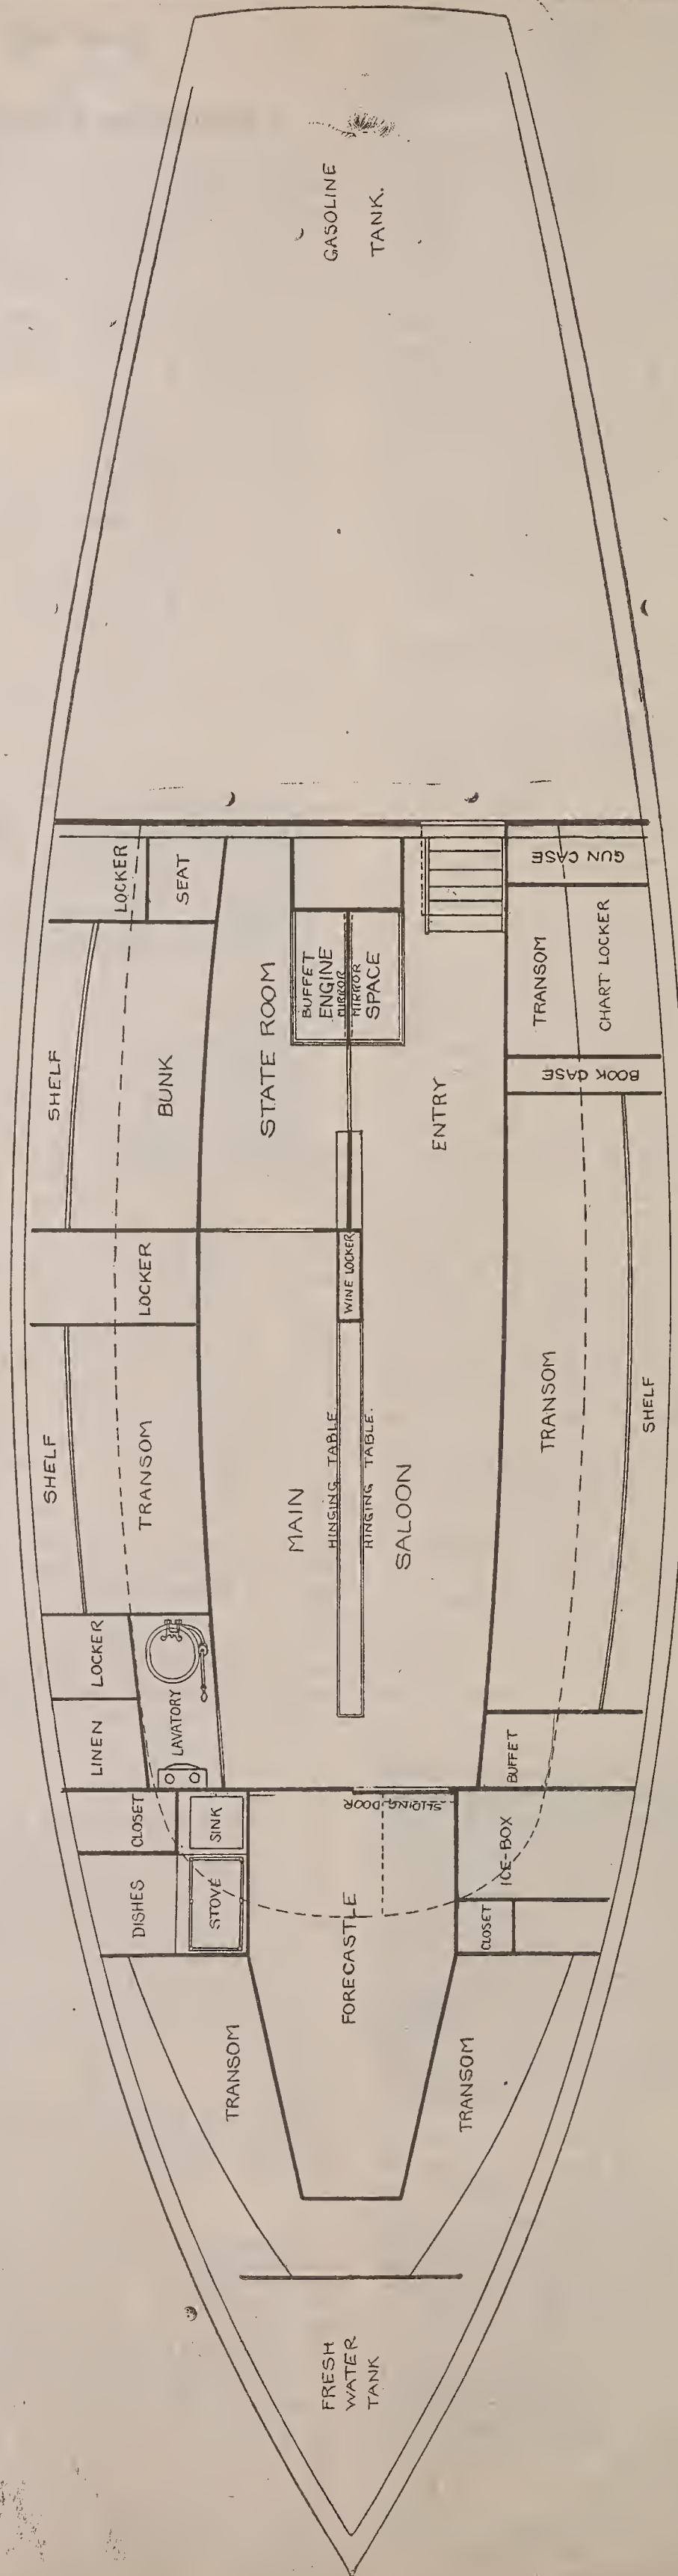 GASOLINE
TANK.
LOCKER
SEAT
GUN CASE
SHELF
BUNK
STATE ROOM
BUFFET
ENGINE
MIRROR
MIRROR
SPACE
ENTRY
TRANSOM
CHART LOCKER
BOOK CASE
LOCKER
WINE LOCKER
SHELF
TRANSOM
MAIN
HINGING TABLE.
HINGING TABLE.
SALOON
TRANSOM
SHELF
LOCKER
LINEN
LAVATORY
BUFFET
CLOSET
SINK
SLIDING DOOR
ICE-BOX
DISHES
STOVE
FORECASTLE
CLOSET
TRANSOM
TRANSOM
FRESH
WATER
TANK